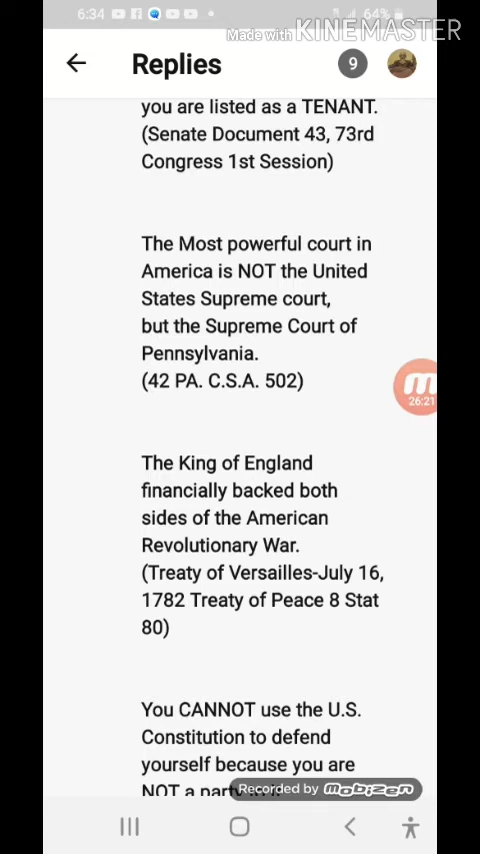 6:34
64%
Made with KINEMASTER
Replies
9
you are listed as a TENANT.
(Senate Document 43, 73rd
Congress 1st Session)
The Most powerful court in
America is NOT the United
States Supreme court,
but the Supreme Court of
Pennsylvania.
(42 PA. C.S.A. 502)
26:21
The King of England
financially backed both
sides of the American
Revolutionary War.
(Treaty of Versailles-July 16,
1782 Treaty of Peace 8 Stat
80)
You CANNOT use the U.S.
Constitution to defend
yourself because you are
NOT a party
Recorded by mobizen